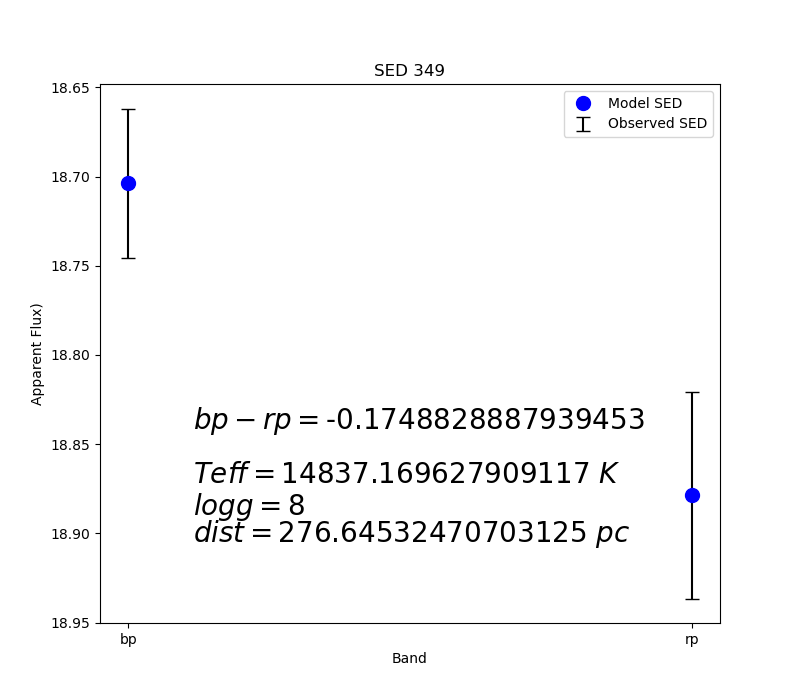 SED 349
18.65
18.70
18.75
18.80
18.85
18.90
18.95
Apparent Flux)
Model SED
Observed SED
bp − rp = -0.1748828887939453
Teff = 14837.169627909117 K
logg = 8
dist = 276.64532470703125 pc
bp
rp
Band